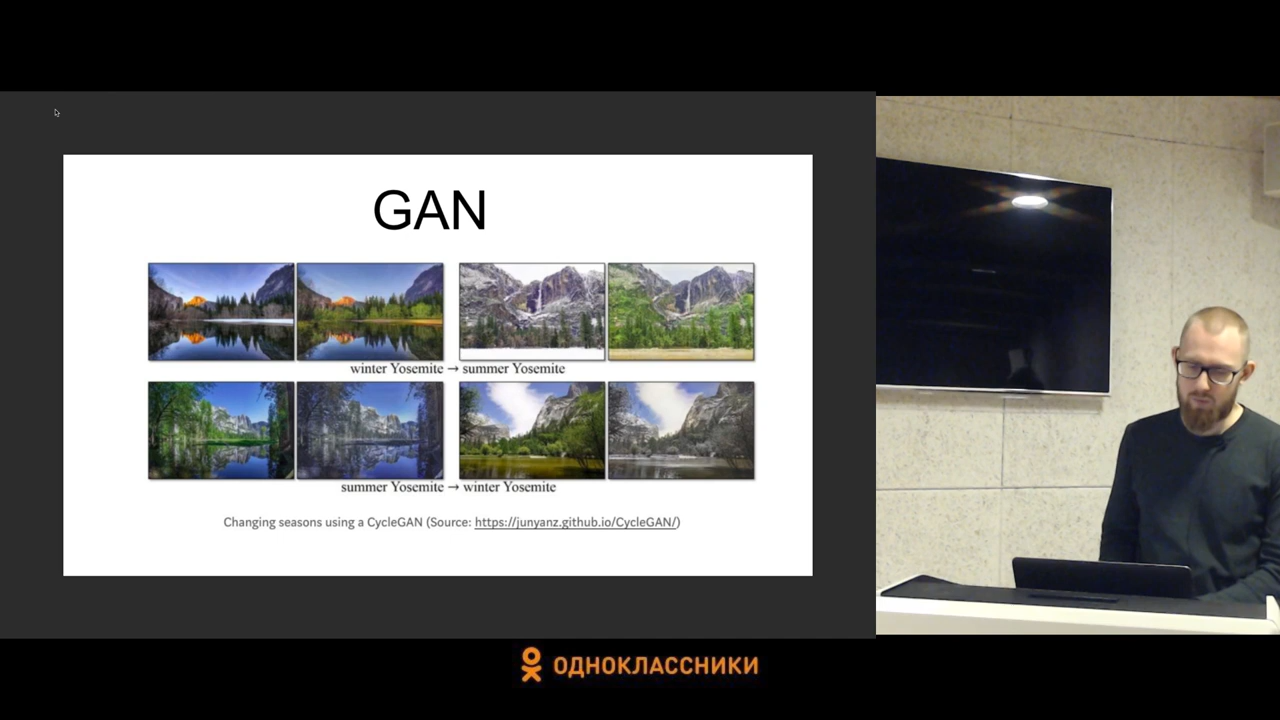 GAN
winter Yosemite → summer Yosemite
summer Yosemite → winter Yosemite
Changing seasons using a CycleGAN (Source: https://junyanz.github.io/CycleGAN/)
ОДНОКЛАССНИКИ